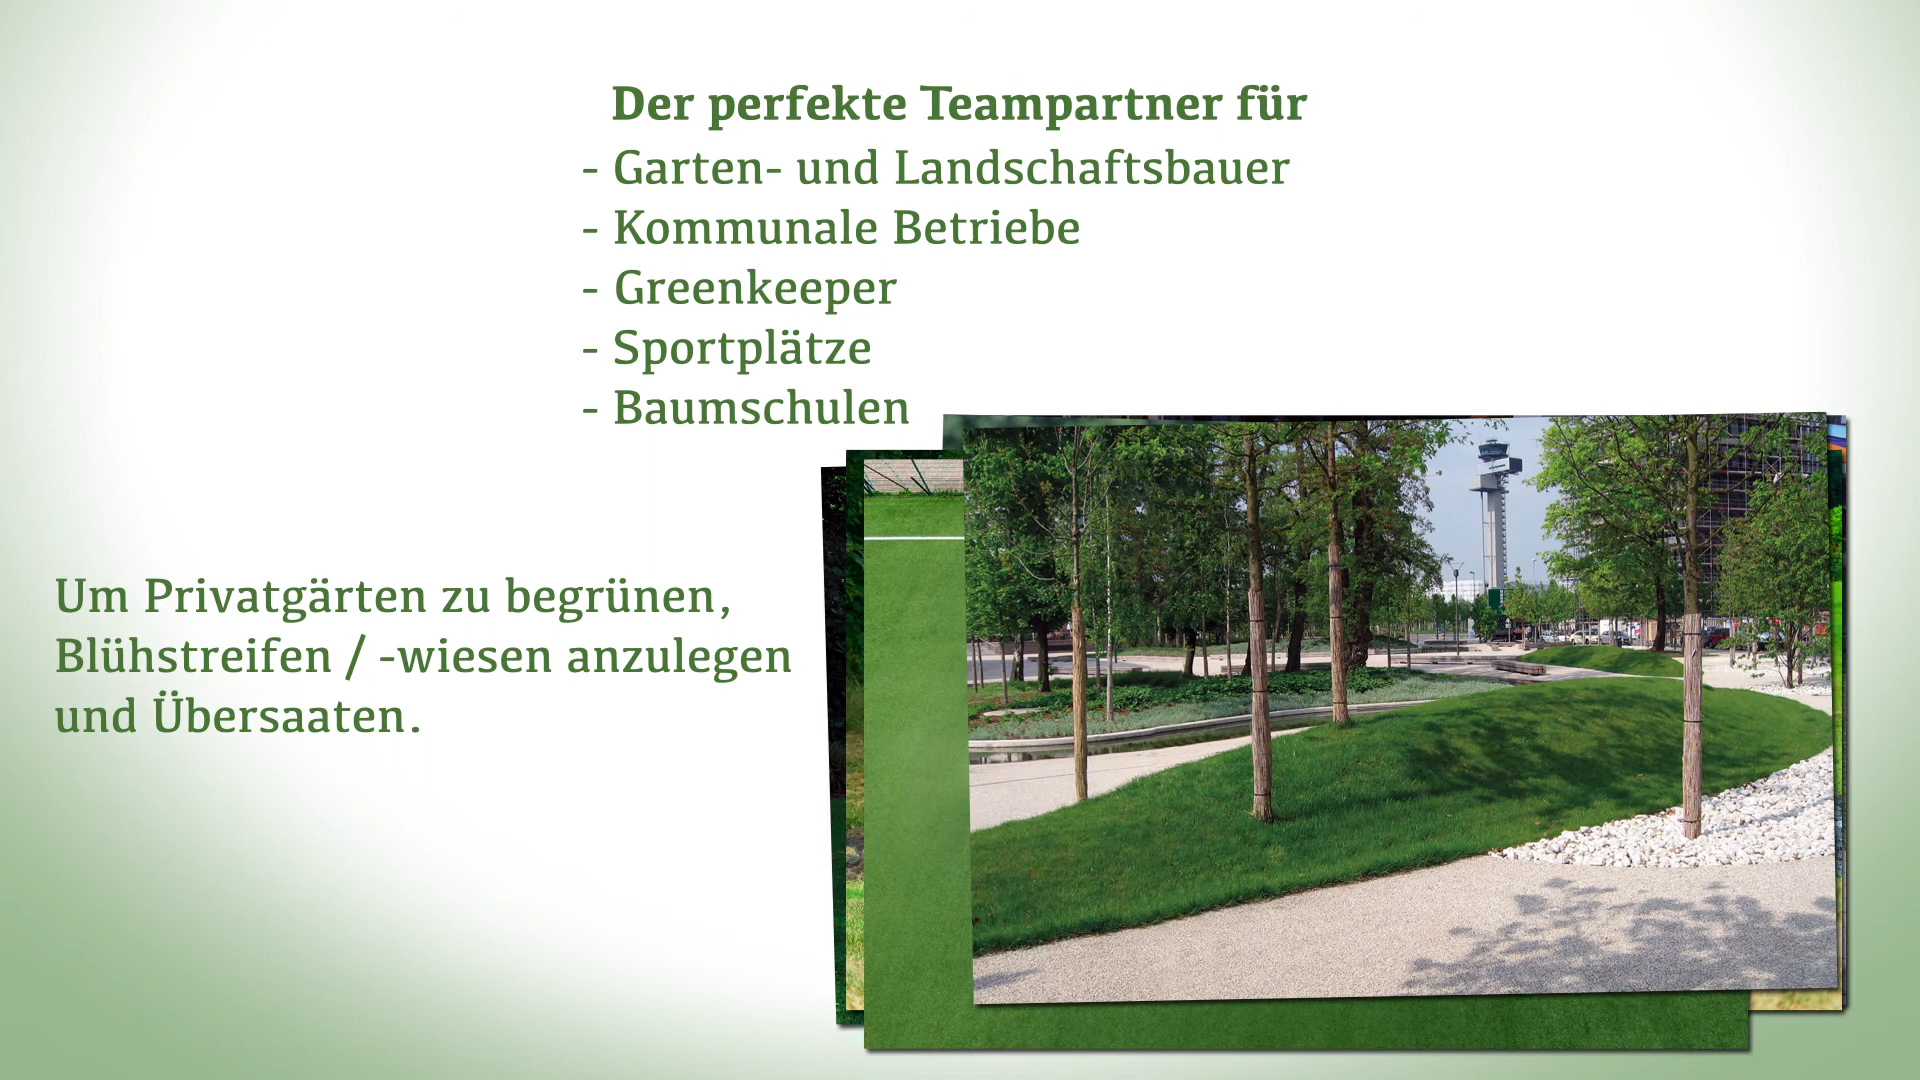 Der perfekte Teampartner für
- Garten- und Landschaftsbauer
- Kommunale Betriebe
- Greenkeeper
- Sportplätze
- Baumschulen
Um Privatgärten zu begrünen,
Blühstreifen / -wiesen anzulegen
und Übersaaten.